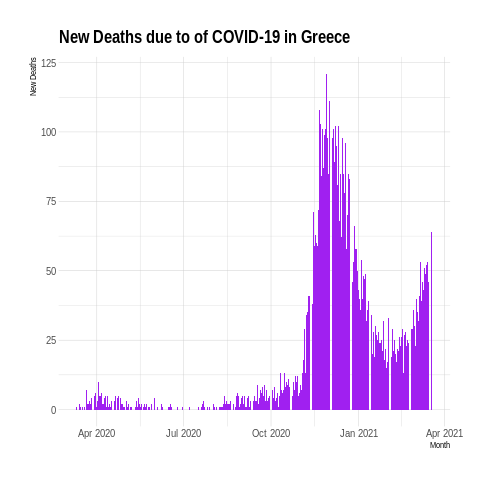 New Deaths due to of COVID-19 in Greece
New Deaths
125
100
75
50
25
0
Apr 2020
Jul 2020
Oct 2020
Jan 2021
Apr 2021
Month